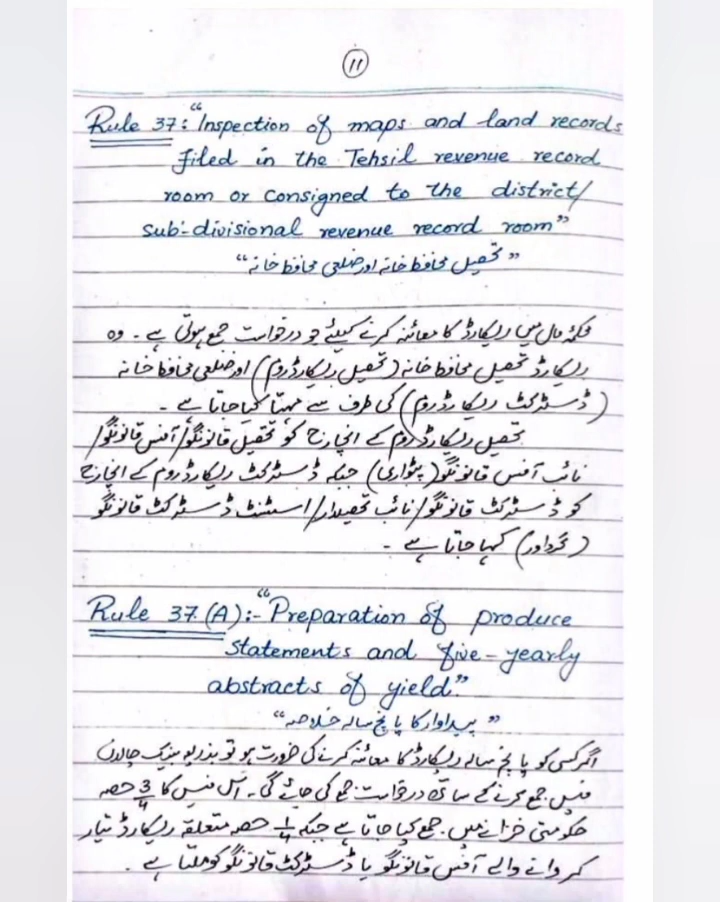 11
Rule 37: "Inspection of maps and land records
filed in the Tehsil revenue record
room or consigned to the district/
sub-divisional revenue record room"
"تحصیل محافظ خانہ اور ضلعی محافظ خانہ"
محکمہ مال میں ریکارڈ کا معائنہ کرنے کیلئے جو درخواست جمع ہوتی ہے۔ وہ
ریکارڈ تحصیل محافظ خانہ (تحصیل ریکارڈ روم) اور ضلعی محافظ خانہ
(ڈسٹرکٹ ریکارڈ روم) کی طرف سے مہیّا کیا جاتا ہے۔
تحصیل ریکارڈ روم کے انچارج کو تحصیل قانونگو/آفس قانونگو/
نائب آفس قانونگو (پٹواری) جبکہ ڈسٹرکٹ ریکارڈ روم کے انچارج
کو ڈسٹرکٹ قانونگو/نائب تحصیلدار/اسسٹنٹ ڈسٹرکٹ قانونگو
(گرداور) کہا جاتا ہے۔
Rule 37 (A):- "Preparation of produce
statements and five-yearly
abstracts of yield."
"پیداوار کا پانچ سالہ خلاصہ"
اگر کسی کو پانچ سالہ ریکارڈ کا معائنہ کرنے کی ضرورت ہو تو بذریعہ بینک چالان
فیس جمع کرنے کے ساتھ درخواست جمع کی جائے گی۔ اس فیس کا 3/4 حصہ
حکومتی خزانے میں جمع کیا جاتا ہے جبکہ 1/4 حصہ متعلقہ ریکارڈ تیار
کروانے والے آفس قانونگو یا ڈسٹرکٹ قانونگو کو ملتا ہے۔